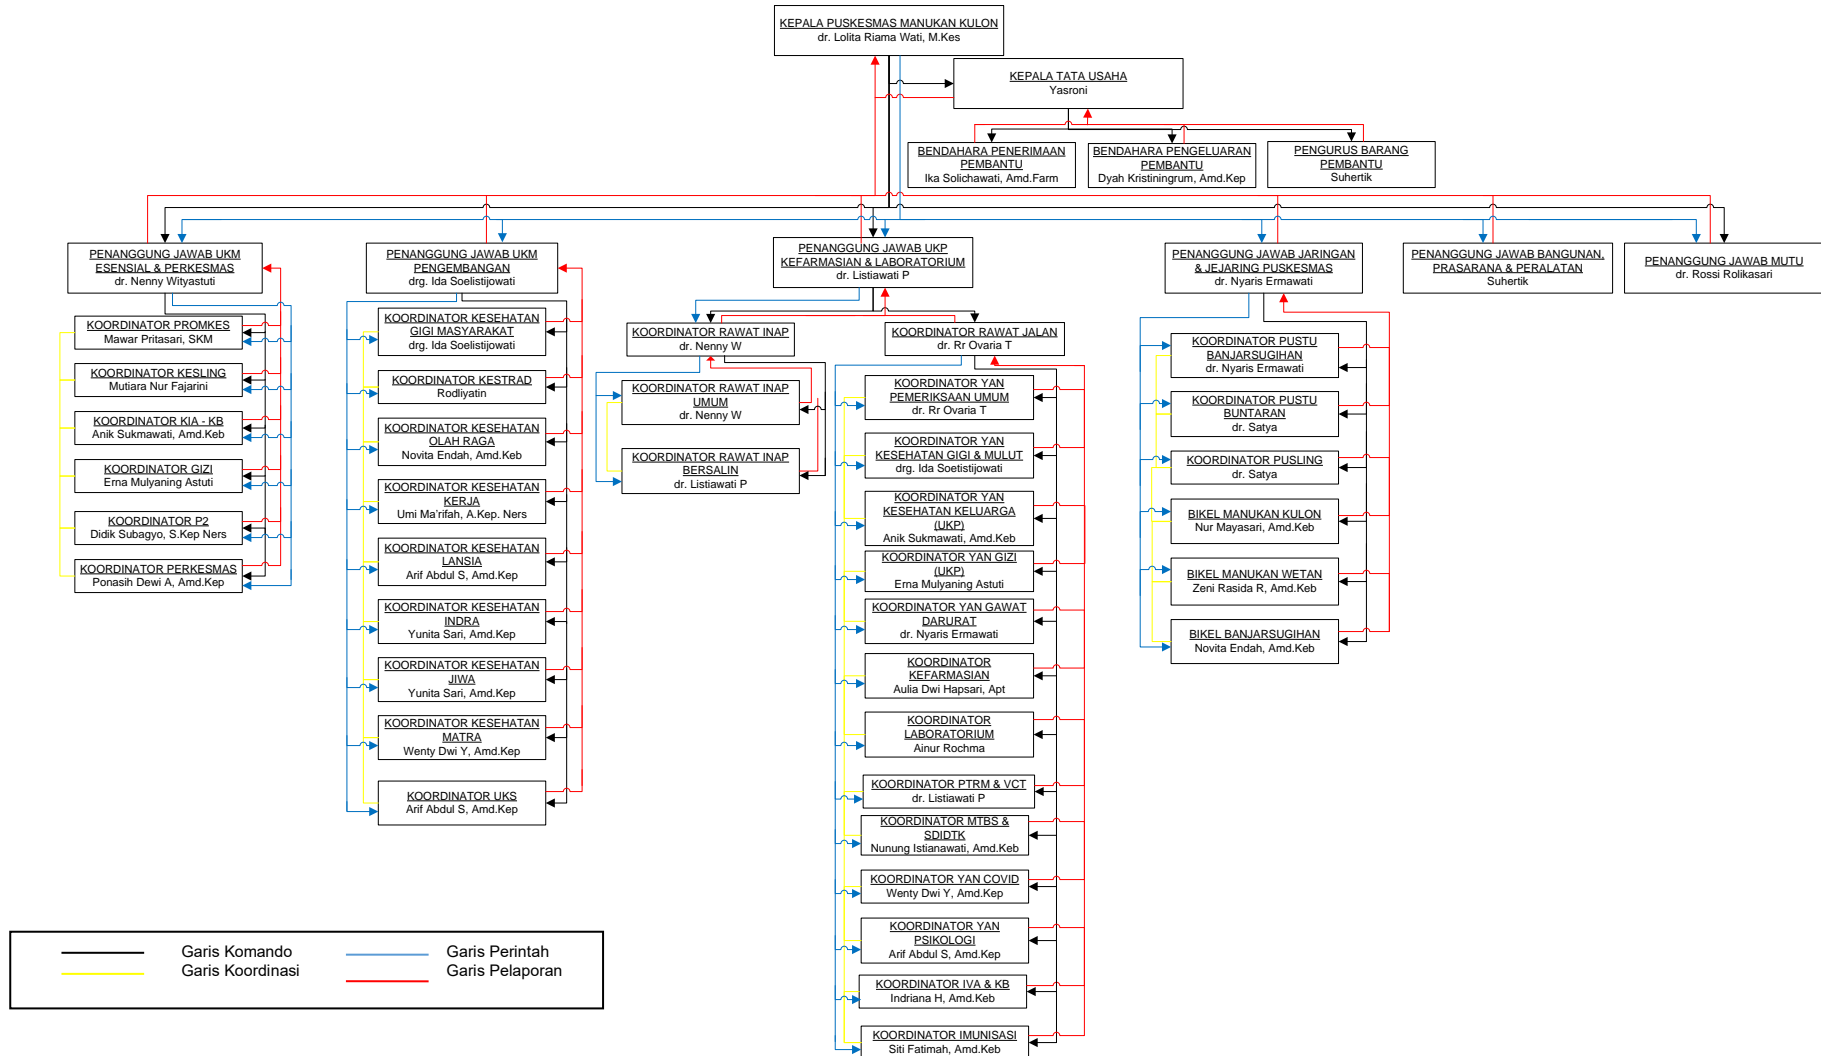 KEPALA PUSKESMAS MANUKAN KULON
dr. Lolita Riama Wati, M.Kes
KEPALA TATA USAHA
Yasroni
BENDAHARA PENERIMAAN
PEMBANTU
Ika Solichawati, Amd.Farm
BENDAHARA PENGELUARAN
PEMBANTU
Dyah Kristiningrum, Amd.Kep
PENGURUS BARANG
PEMBANTU
Suhertik
PENANGGUNG JAWAB UKM
ESENSIAL & PERKESMAS
dr. Nenny Wityastuti
PENANGGUNG JAWAB UKM
PENGEMBANGAN
drg. Ida Soelistijowati
PENANGGUNG JAWAB UKP
KEFARMASIAN & LABORATORIUM
dr. Listiawati P
PENANGGUNG JAWAB JARINGAN
& JEJARING PUSKESMAS
dr. Nyaris Ermawati
PENANGGUNG JAWAB BANGUNAN,
PRASARANA & PERALATAN
Suhertik
PENANGGUNG JAWAB MUTU
dr. Rossi Rolikasari
KOORDINATOR PROMKES
Mawar Pritasari, SKM
KOORDINATOR KESLING
Mutiara Nur Fajarini
KOORDINATOR KIA - KB
Anik Sukmawati, Amd.Keb
KOORDINATOR GIZI
Erna Mulyaning Astuti
KOORDINATOR P2
Didik Subagyo, S.Kep Ners
KOORDINATOR PERKESMAS
Ponasih Dewi A, Amd.Kep
KOORDINATOR KESEHATAN
GIGI MASYARAKAT
drg. Ida Soelistijowati
KOORDINATOR KESTRAD
Rodliyatin
KOORDINATOR KESEHATAN
OLAH RAGA
Novita Endah, Amd.Keb
KOORDINATOR KESEHATAN
KERJA
Umi Ma'rifah, A.Kep. Ners
KOORDINATOR KESEHATAN
LANSIA
Arif Abdul S, Amd.Kep
KOORDINATOR KESEHATAN
INDRA
Yunita Sari, Amd.Kep
KOORDINATOR KESEHATAN
JIWA
Yunita Sari, Amd.Kep
KOORDINATOR KESEHATAN
MATRA
Wenty Dwi Y, Amd.Kep
KOORDINATOR UKS
Arif Abdul S, Amd.Kep
KOORDINATOR RAWAT INAP
dr. Nenny W
KOORDINATOR RAWAT INAP
UMUM
dr. Nenny W
KOORDINATOR RAWAT INAP
BERSALIN
dr. Listiawati P
KOORDINATOR RAWAT JALAN
dr. Rr Ovaria T
KOORDINATOR YAN
PEMERIKSAAN UMUM
dr. Rr Ovaria T
KOORDINATOR YAN
KESEHATAN GIGI & MULUT
drg. Ida Soetistijowati
KOORDINATOR YAN
KESEHATAN KELUARGA
(UKP)
Anik Sukmawati, Amd.Keb
KOORDINATOR YAN GIZI
(UKP)
Erna Mulyaning Astuti
KOORDINATOR YAN GAWAT
DARURAT
dr. Nyaris Ermawati
KOORDINATOR
KEFARMASIAN
Aulia Dwi Hapsari, Apt
KOORDINATOR
LABORATORIUM
Ainur Rochma
KOORDINATOR PTRM & VCT
dr. Listiawati P
KOORDINATOR MTBS &
SDIDTK
Nunung Istianawati, Amd.Keb
KOORDINATOR YAN COVID
Wenty Dwi Y, Amd.Kep
KOORDINATOR YAN
PSIKOLOGI
Arif Abdul S, Amd.Kep
KOORDINATOR IVA & KB
Indriana H, Amd.Keb
KOORDINATOR IMUNISASI
Siti Fatimah, Amd.Keb
KOORDINATOR PUSTU
BANJARSUGIHAN
dr. Nyaris Ermawati
KOORDINATOR PUSTU
BUNTARAN
dr. Satya
KOORDINATOR PUSLING
dr. Satya
BIKEL MANUKAN KULON
Nur Mayasari, Amd.Keb
BIKEL MANUKAN WETAN
Zeni Rasida R, Amd.Keb
BIKEL BANJARSUGIHAN
Novita Endah, Amd.Keb
Garis Komando
Garis Perintah
Garis Koordinasi
Garis Pelaporan